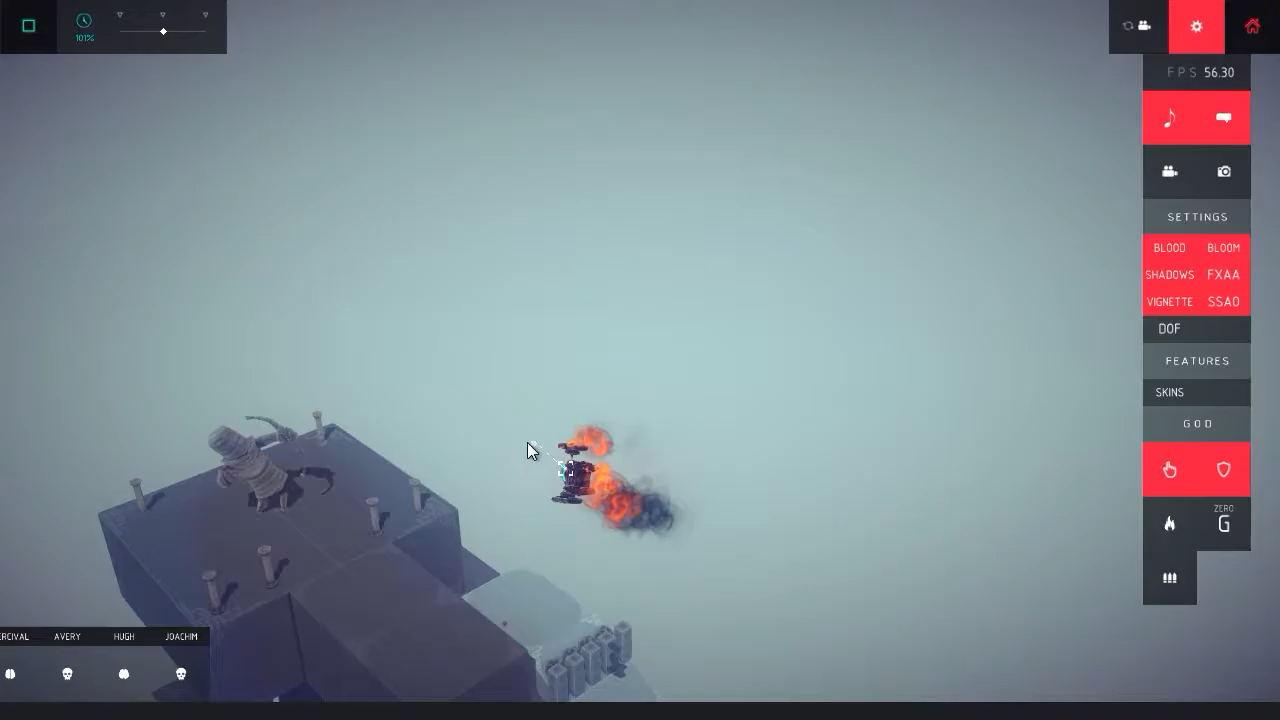 101%
FPS 56.30
SETTINGS
BLOOD BLOOM
SHADOWS FXAA
VIGNETTE SSAO
DOF
FEATURES
SKINS
GOD
ZERO
G
ERCIVAL AVERY HUGH JOACHIM